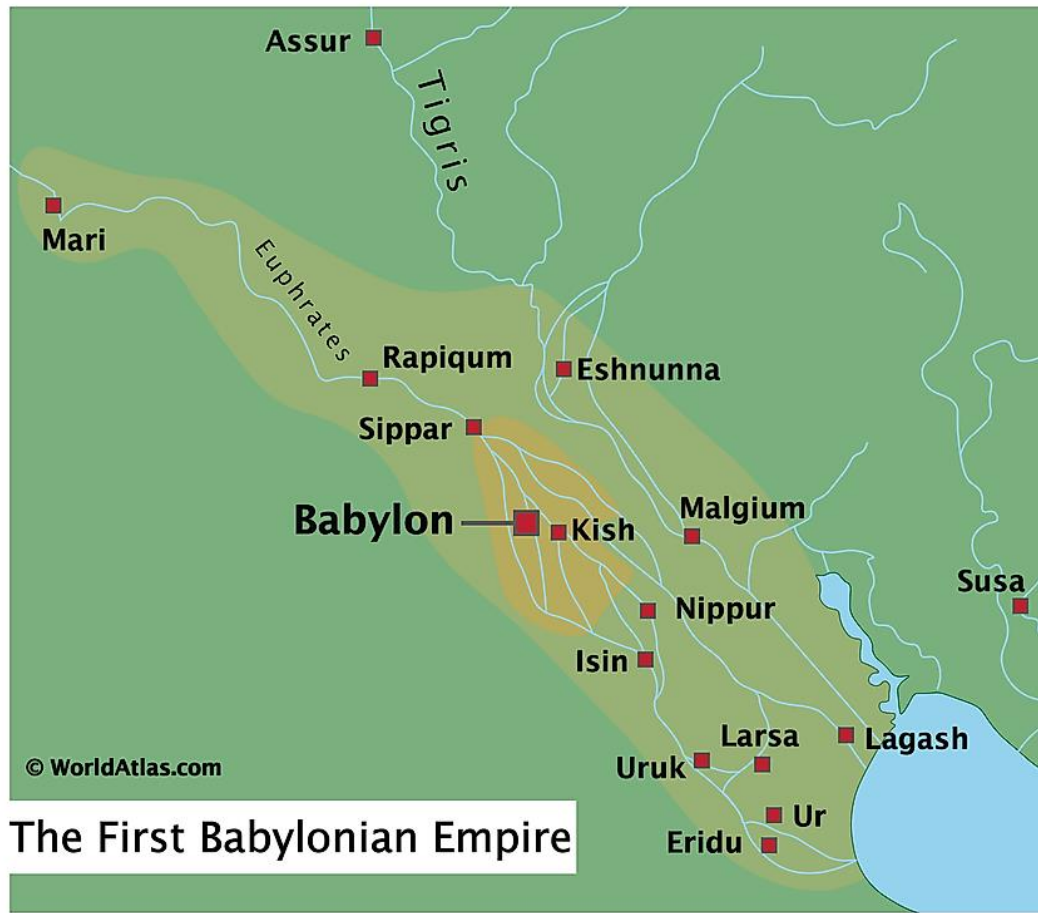 Assur
Tigris
Mari
Euphrates
Rapiqum
Eshnunna
Sippar
Babylon
Kish
Malgium
Susa
Nippur
Isin
Larsa
Lagash
Uruk
© WorldAtlas.com
Ur
The First Babylonian Empire
Eridu